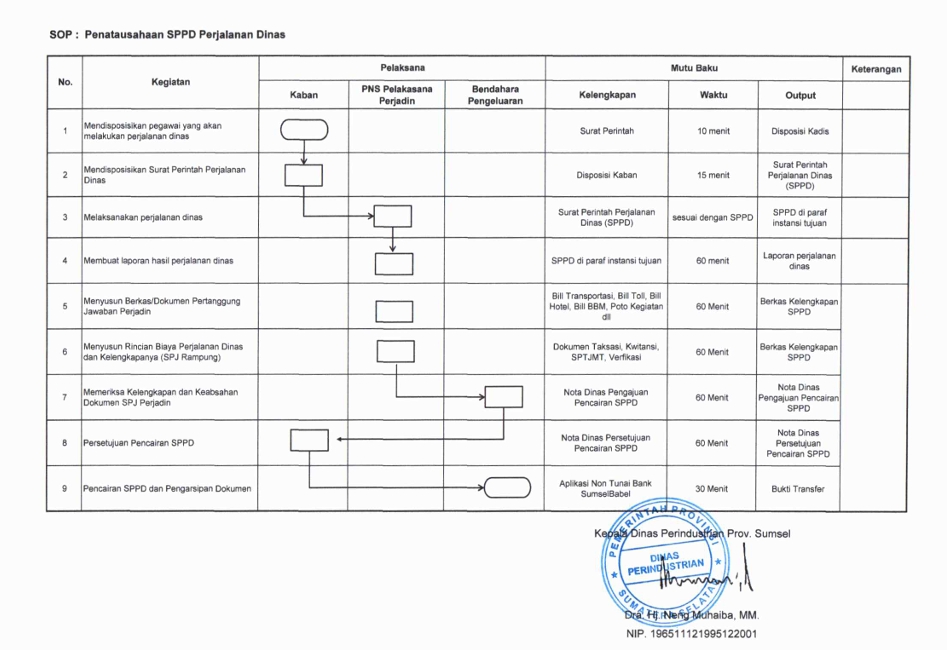 SOP : Penatausahaan SPPD Perjalanan Dinas
No.
Kegiatan
Pelaksana
Mutu Baku
Keterangan
Kaban
PNS Pelakasana
Perjadin
Bendahara
Pengeluaran
Kelengkapan
Waktu
Output
1
Mendisposisikan pegawai yang akan
melakukan perjalanan dinas
Surat Perintah
10 menit
Disposisi Kadis
2
Mendisposisikan Surat Perintah Perjalanan
Dinas
Disposisi Kaban
15 menit
Surat Perintah
Perjalanan Dinas
(SPPD)
3
Melaksanakan perjalanan dinas
Surat Perintah Perjalanan
Dinas (SPPD)
sesuai dengan SPPD
SPPD di paraf
instansi tujuan
4
Membuat laporan hasil perjalanan dinas
SPPD di paraf instansi tujuan
60 menit
Laporan perjalanan
dinas
5
Menyusun Berkas/Dokumen Pertanggung
Jawaban Perjadin
Bill Transportasi, Bill Toll, Bill
Hotel, Bill BBM, Poto Kegiatan
dll
60 Menit
Berkas Kelengkapan
SPPD
6
Menyusun Rincian Biaya Perjalanan Dinas
dan Kelengkapanya (SPJ Rampung)
Dokumen Taksasi, Kwitansi,
SPTJMT, Verfikasi
60 Menit
Berkas Kelengkapan
SPPD
7
Memeriksa Kelengkapan dan Keabsahan
Dokumen SPJ Perjadin
Nota Dinas Pengajuan
Pencairan SPPD
60 Menit
Nota Dinas
Pengajuan Pencairan
SPPD
8
Persetujuan Pencairan SPPD
Nota Dinas Persetujuan
Pencairan SPPD
60 Menit
Nota Dinas
Persetujuan
Pencairan SPPD
9
Pencairan SPPD dan Pengarsipan Dokumen
Aplikasi Non Tunai Bank
SumselBabel
30 Menit
Bukti Transfer
Kepala Dinas Perindustrian Prov. Sumsel
PEMERINTAH PROVINSI
DINAS
PERINDUSTRIAN
SUMATERA SELATAN
Dra. Hj. Neng Muhaiba, MM.
NIP. 196511121995122001